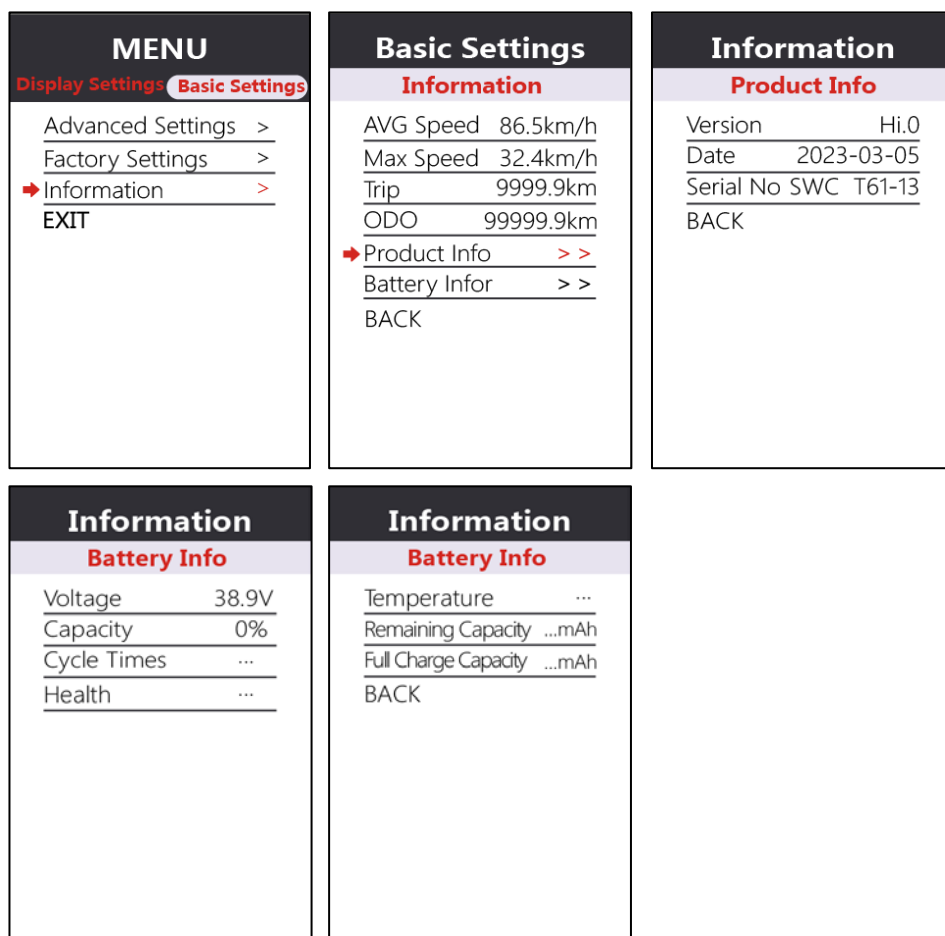 MENU
Display Settings Basic Settings
Advanced Settings >
Factory Settings >
Information >
EXIT
Basic Settings
Information
AVG Speed 86.5km/h
Max Speed 32.4km/h
Trip 9999.9km
ODO 99999.9km
Product Info > >
Battery Infor > >
BACK
Information
Product Info
Version Hi.0
Date 2023-03-05
Serial No SWC T61-13
BACK
Information
Battery Info
Voltage 38.9V
Capacity 0%
Cycle Times ...
Health ...
Information
Battery Info
Temperature ...
Remaining Capacity ...mAh
Full Charge Capacity ...mAh
BACK